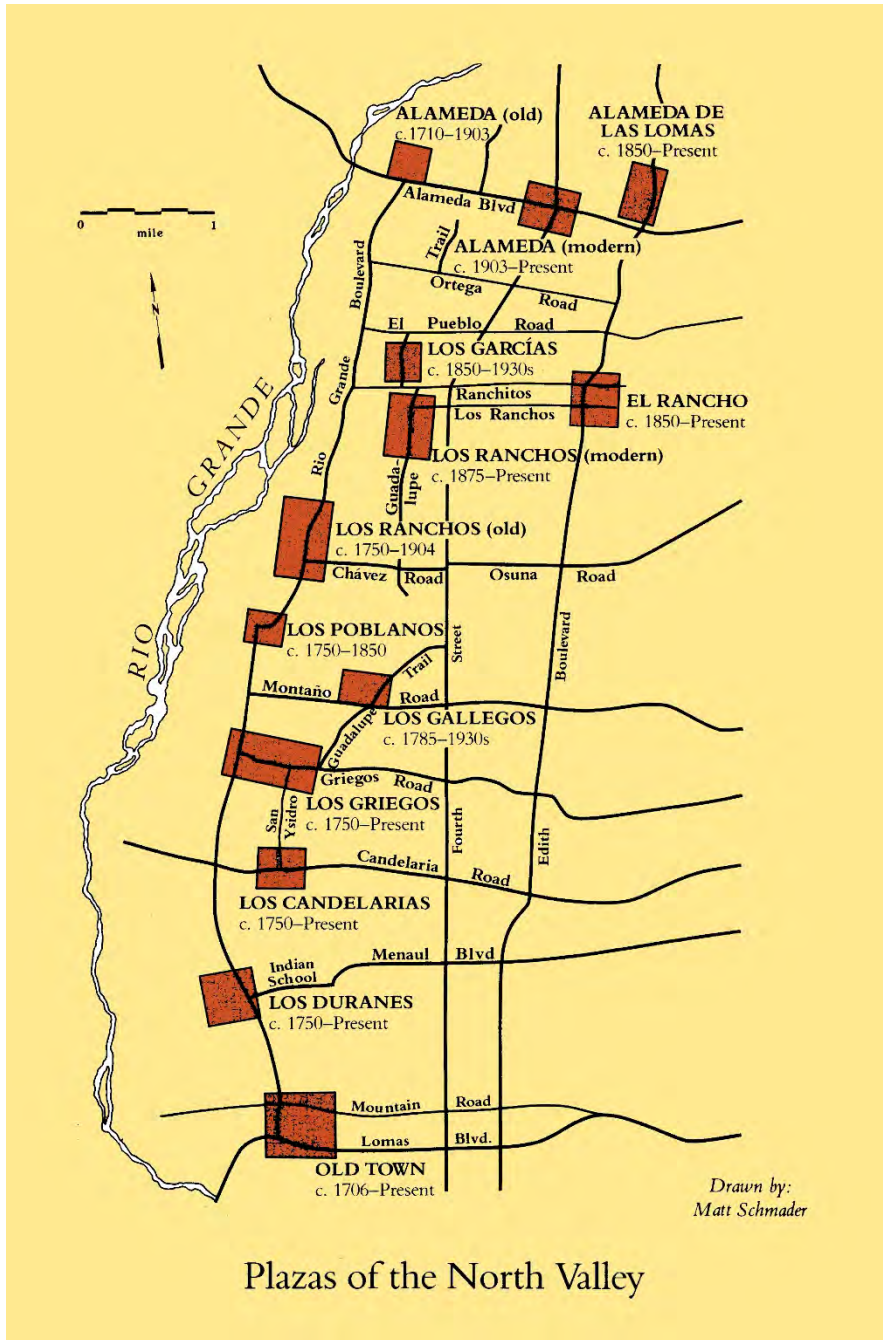 ALAMEDA (old)
c. 1710–1903
ALAMEDA DE
LAS LOMAS
c. 1850–Present
0 1
mile
N
Alameda Blvd
Trail
ALAMEDA (modern)
c. 1903–Present
Boulevard
Ortega Road
El Pueblo Road
LOS GARCÍAS
c. 1850–1930s
Grande
Ranchitos
Los Ranchos
EL RANCHO
c. 1850–Present
RIO GRANDE
Rio
Guada-
lupe
LOS RANCHOS (modern)
c. 1875–Present
LOS RANCHOS (old)
c. 1750–1904
Chávez Road
Osuna Road
LOS POBLANOS
c. 1750–1850
Street
Boulevard
Trail
Montaño Road
Guadalupe
LOS GALLEGOS
c. 1785–1930s
Griegos Road
San
Ysidro
LOS GRIEGOS
c. 1750–Present
Fourth
Edith
Candelaria Road
LOS CANDELARIAS
c. 1750–Present
Menaul Blvd
Indian
School
LOS DURANES
c. 1750–Present
Mountain Road
Lomas Blvd.
OLD TOWN
c. 1706–Present
Drawn by:
Matt Schmader
Plazas of the North Valley